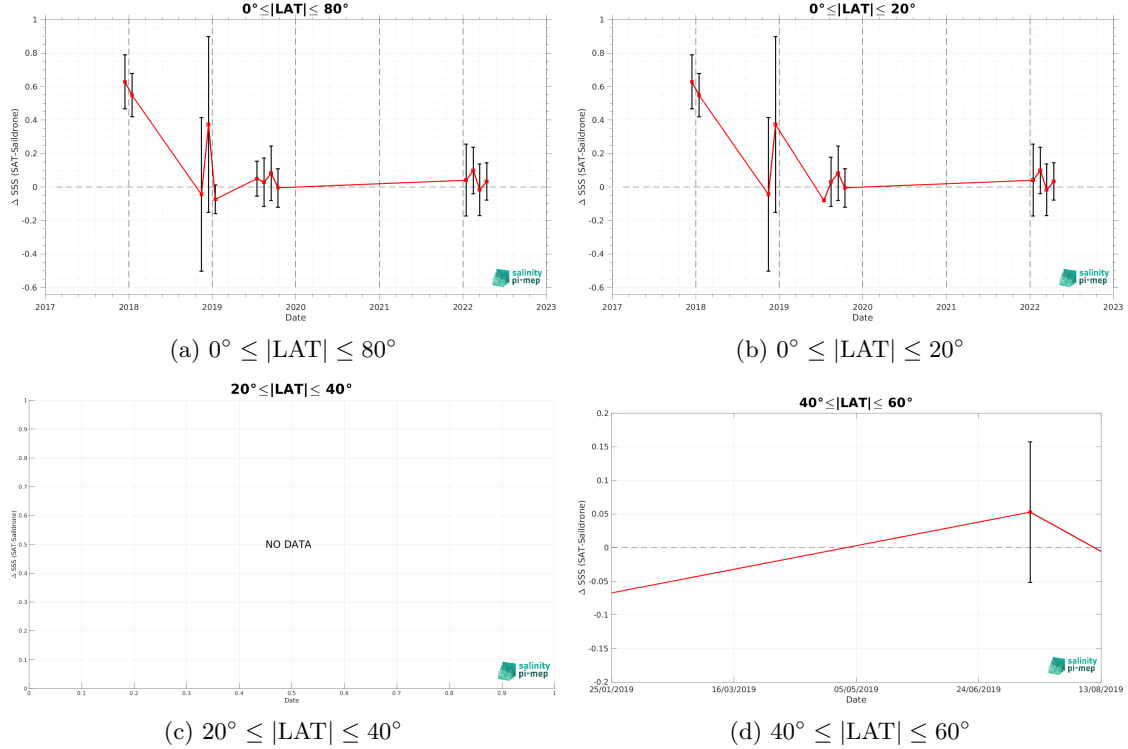 0°≤|LAT|≤ 80°
1
0.8
0.6
0.4
0.2
0
-0.2
-0.4
-0.6
Δ SSS (SAT-Saildrone)
2017 2018 2019 2020 2021 2022 2023
Date
salinity
pi-mep
(a) 0° ≤ |LAT| ≤ 80°
0°≤|LAT|≤ 20°
1
0.8
0.6
0.4
0.2
0
-0.2
-0.4
-0.6
Δ SSS (SAT-Saildrone)
2017 2018 2019 2020 2021 2022 2023
Date
salinity
pi-mep
(b) 0° ≤ |LAT| ≤ 20°
20°≤|LAT|≤ 40°
1
0.9
0.8
0.7
0.6
0.5
0.4
0.3
0.2
0.1
0
Δ SSS (SAT-Saildrone)
NO DATA
0 0.1 0.2 0.3 0.4 0.5 0.6 0.7 0.8 0.9 1
Date
salinity
pi-mep
(c) 20° ≤ |LAT| ≤ 40°
40°≤|LAT|≤ 60°
0.2
0.15
0.1
0.05
0
-0.05
-0.1
-0.15
-0.2
Δ SSS (SAT-Saildrone)
25/01/2019 16/03/2019 05/05/2019 24/06/2019 13/08/2019
Date
salinity
pi-mep
(d) 40° ≤ |LAT| ≤ 60°